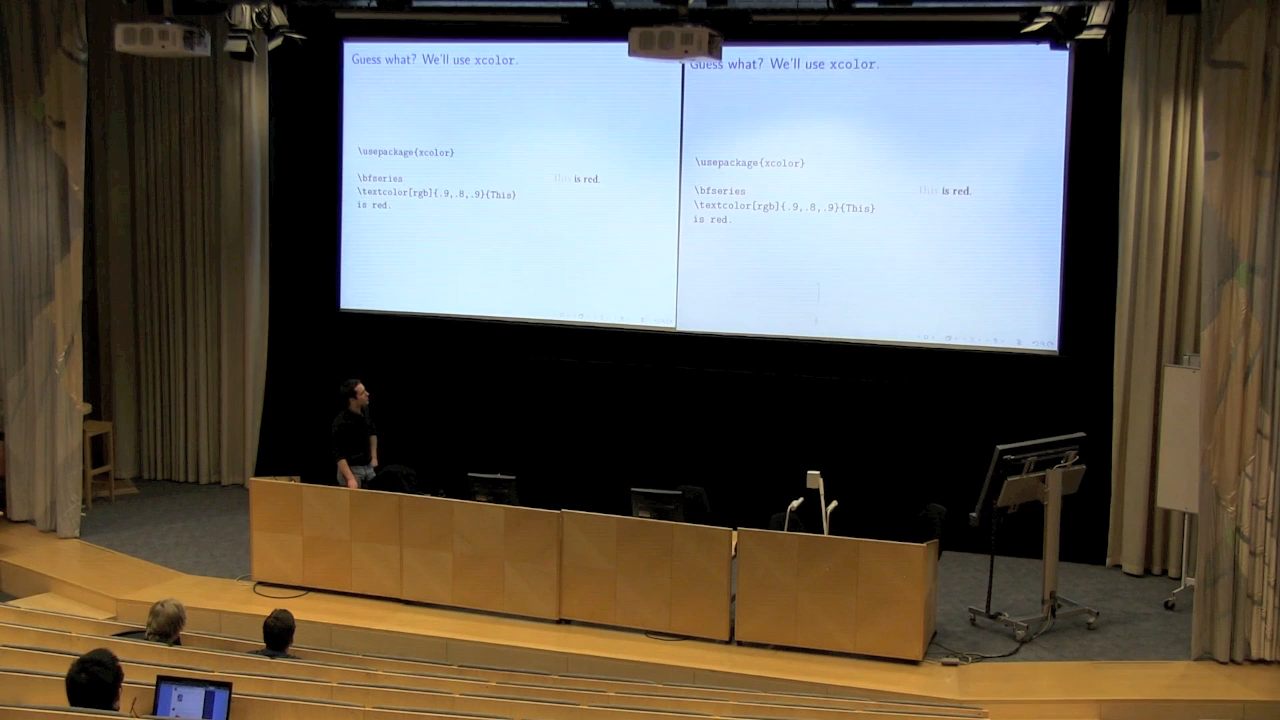 Guess what? We'll use xcolor.
\usepackage{xcolor}
\bfseries
\textcolor[rgb]{.9,.8,.9}{This}
is red.
This is red.
Guess what? We'll use xcolor.
\usepackage{xcolor}
\bfseries
\textcolor[rgb]{.9,.8,.9}{This}
is red.
This is red.